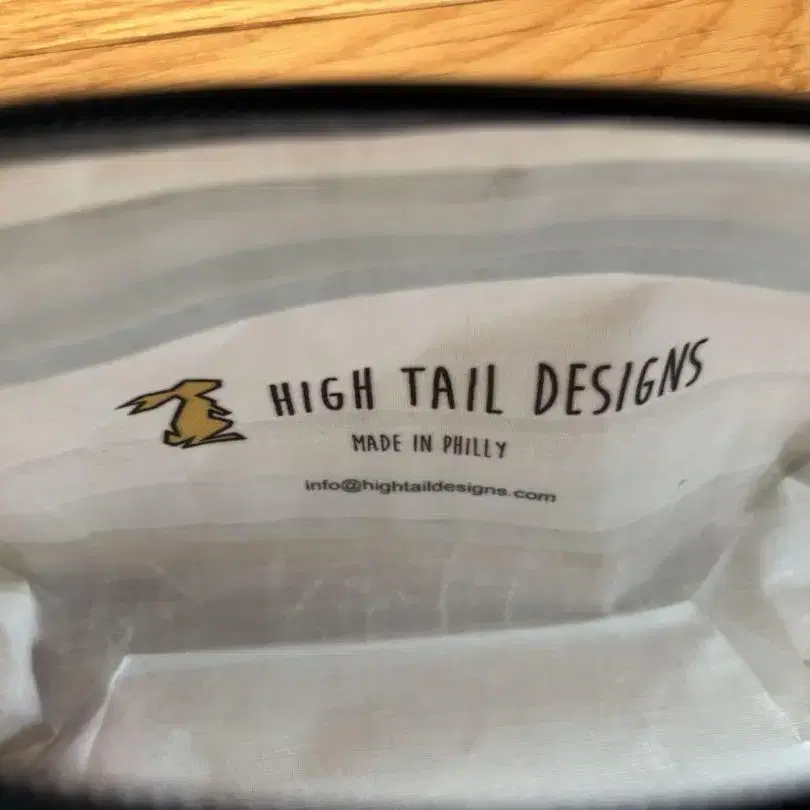 HIGH TAIL DESIGNS
MADE IN PHILLY
info@hightaildesigns.com